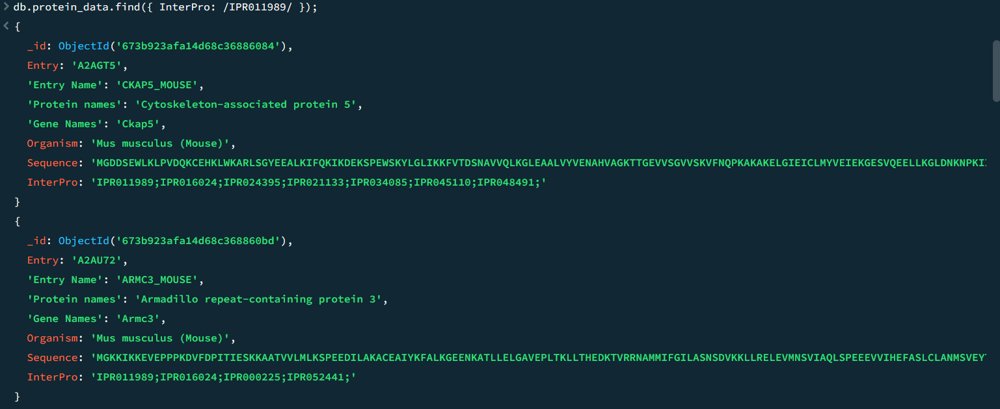 > db.protein_data.find({ InterPro: /IPR011989/ });
< {
_id: ObjectId('673b923afa14d68c36886084'),
Entry: 'A2AGT5',
'Entry Name': 'CKAP5_MOUSE',
'Protein names': 'Cytoskeleton-associated protein 5',
'Gene Names': 'Ckap5',
Organism: 'Mus musculus (Mouse)',
Sequence: 'MGDDSEWLKLPVDQKCEHKLWKARLSGYEEALKIFQKIKDEKSPEWSKYLGLIKKFVTDSNAVVQLKGLEAALVYVENAHVAGKTTGEVVSGVVSKVFNQPKAKAKELGIEICLMYVEIEKGESVQEELLKGLDNKNPKI
InterPro: 'IPR011989;IPR016024;IPR024395;IPR021133;IPR034085;IPR045110;IPR048491;'
}
{
_id: ObjectId('673b923afa14d68c368860bd'),
Entry: 'A2AU72',
'Entry Name': 'ARMC3_MOUSE',
'Protein names': 'Armadillo repeat-containing protein 3',
'Gene Names': 'Armc3',
Organism: 'Mus musculus (Mouse)',
Sequence: 'MGKKIKKEVEPPPKDVFDPITIESKKAATVVLMLKSPEEDILAKACEAIYKFALKGEENKATLLELGAVEPLTKLLTHEDKTVRRNAMMIFGILASNSDVKKLLRELEVMNSVIAQLSPEEEVVIHEFASLCLANMSVEY
InterPro: 'IPR011989;IPR016024;IPR000225;IPR052441;'
}